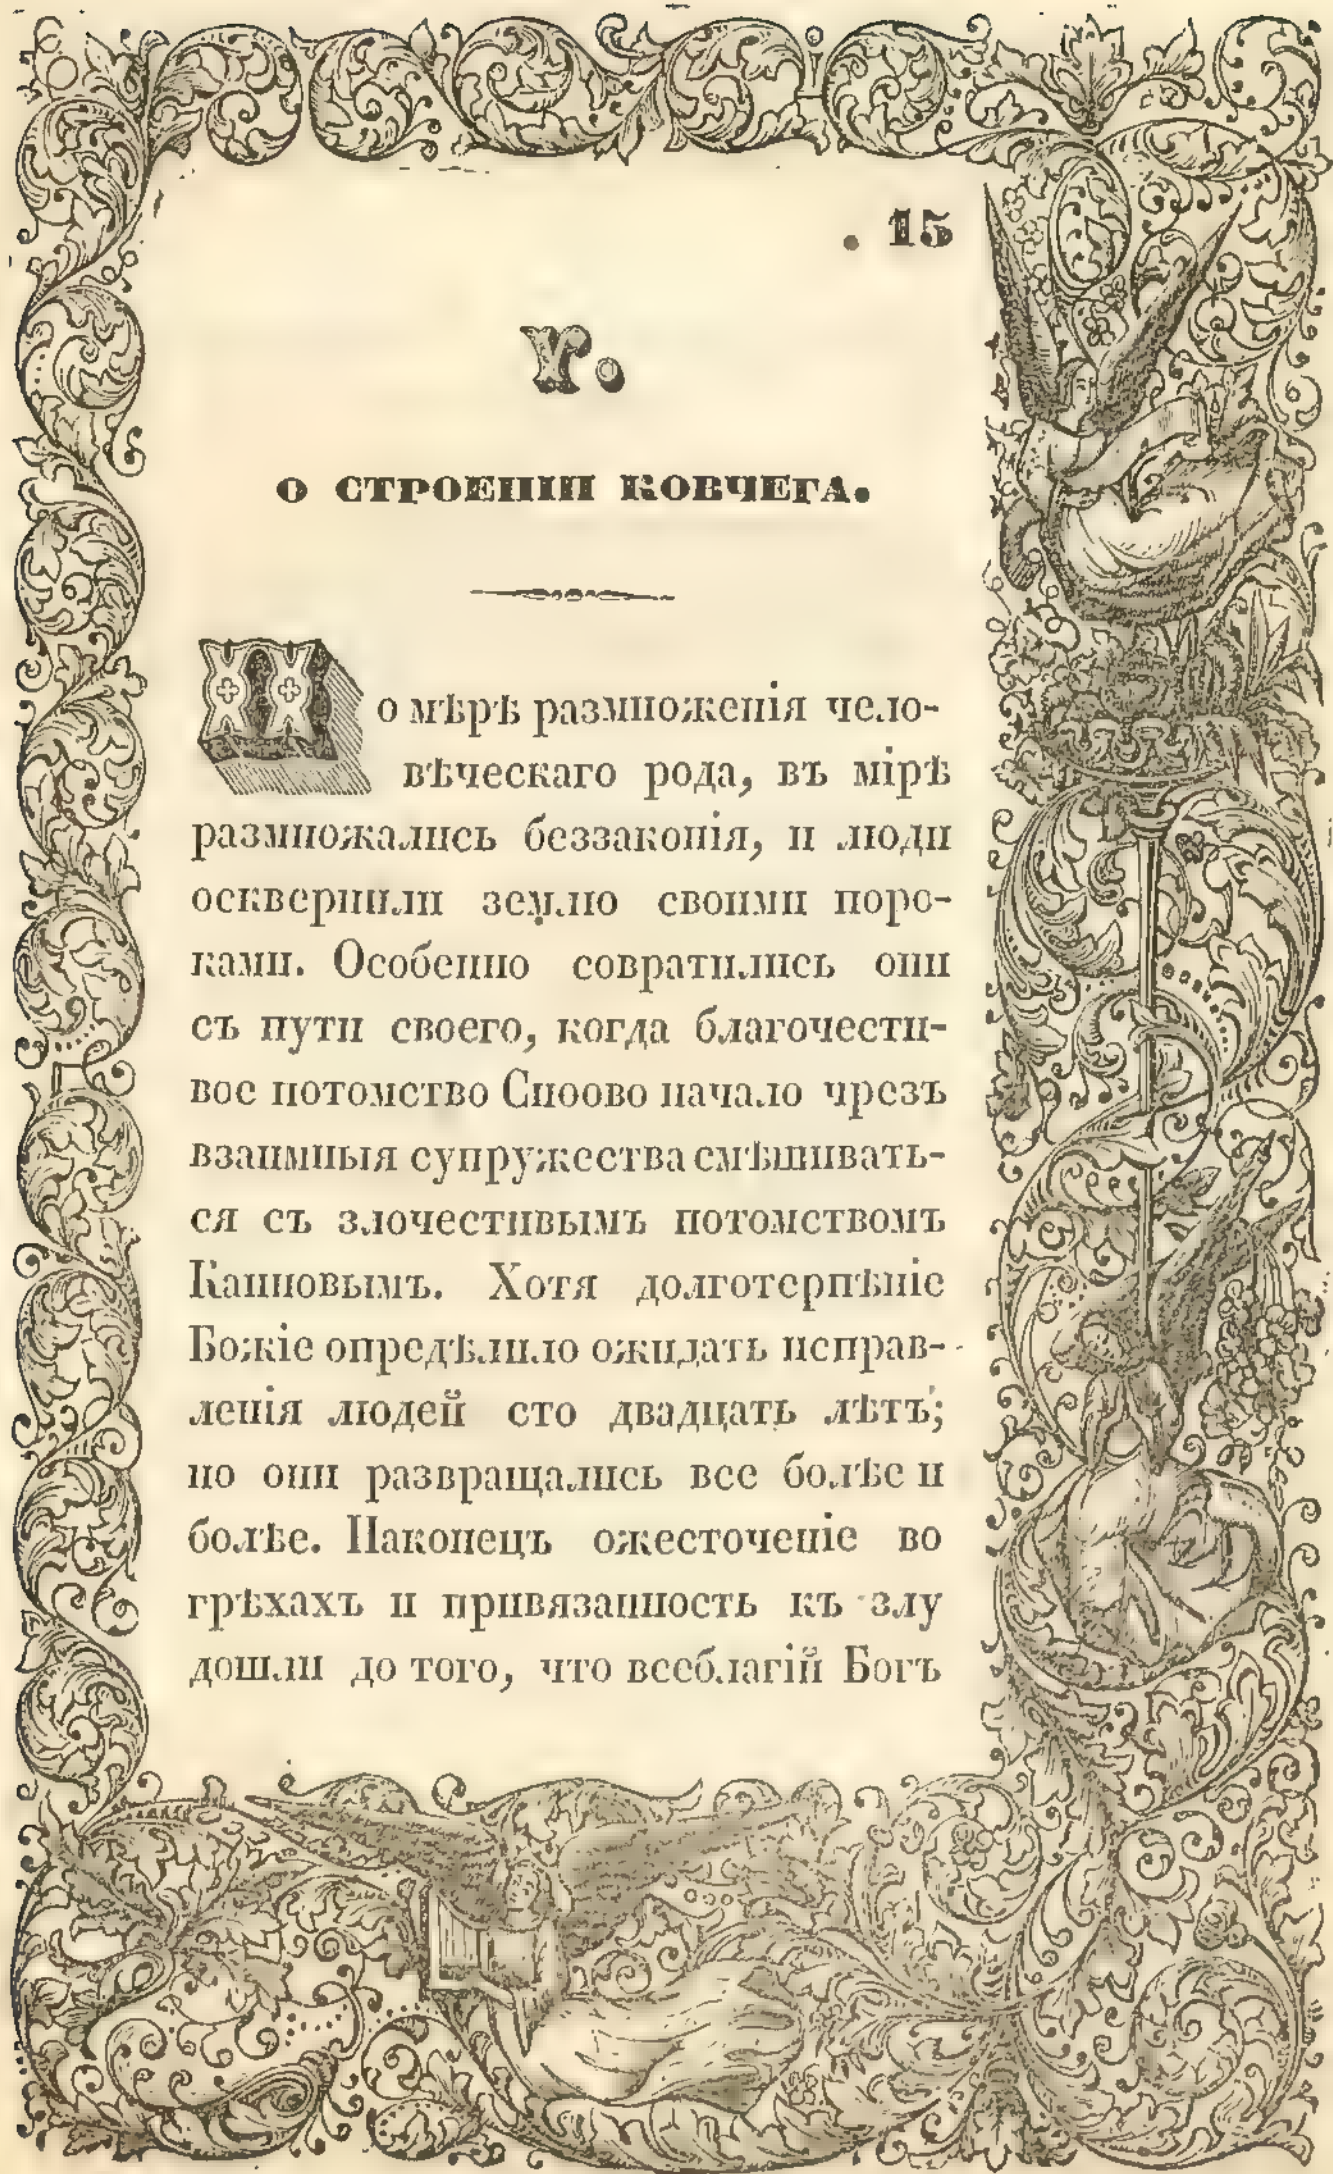 15
V.
О СТРОЕНІИ КОВЧЕГА.
По мѣрѣ размноженія чело-
вѣческаго рода, въ мірѣ
размножались беззаконія, и люди
осквернили землю своими поро-
ками. Особенно совратились они
съ пути своего, когда благочести-
вое потомство Сиѳово начало чрезъ
взаимныя супружества смѣшивать-
ся съ злочестивымъ потомствомъ
Каиновымъ. Хотя долготерпѣніе
Божіе опредѣлило ожидать исправ-
ленія людей сто двадцать лѣтъ;
но они развращались все болѣе и
болѣе. Наконецъ ожесточеніе во
грѣхахъ и привязанность къ злу
дошли до того, что всеблагій Богъ